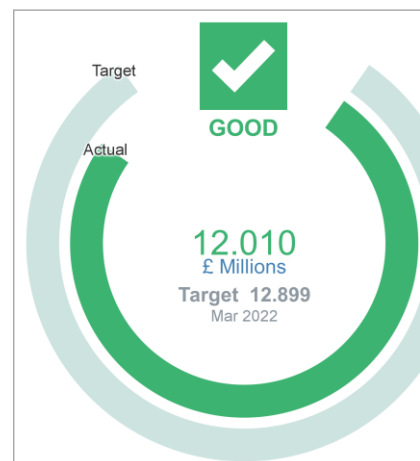 Target
GOOD
Actual
12.010
£ Millions
Target 12.899
Mar 2022